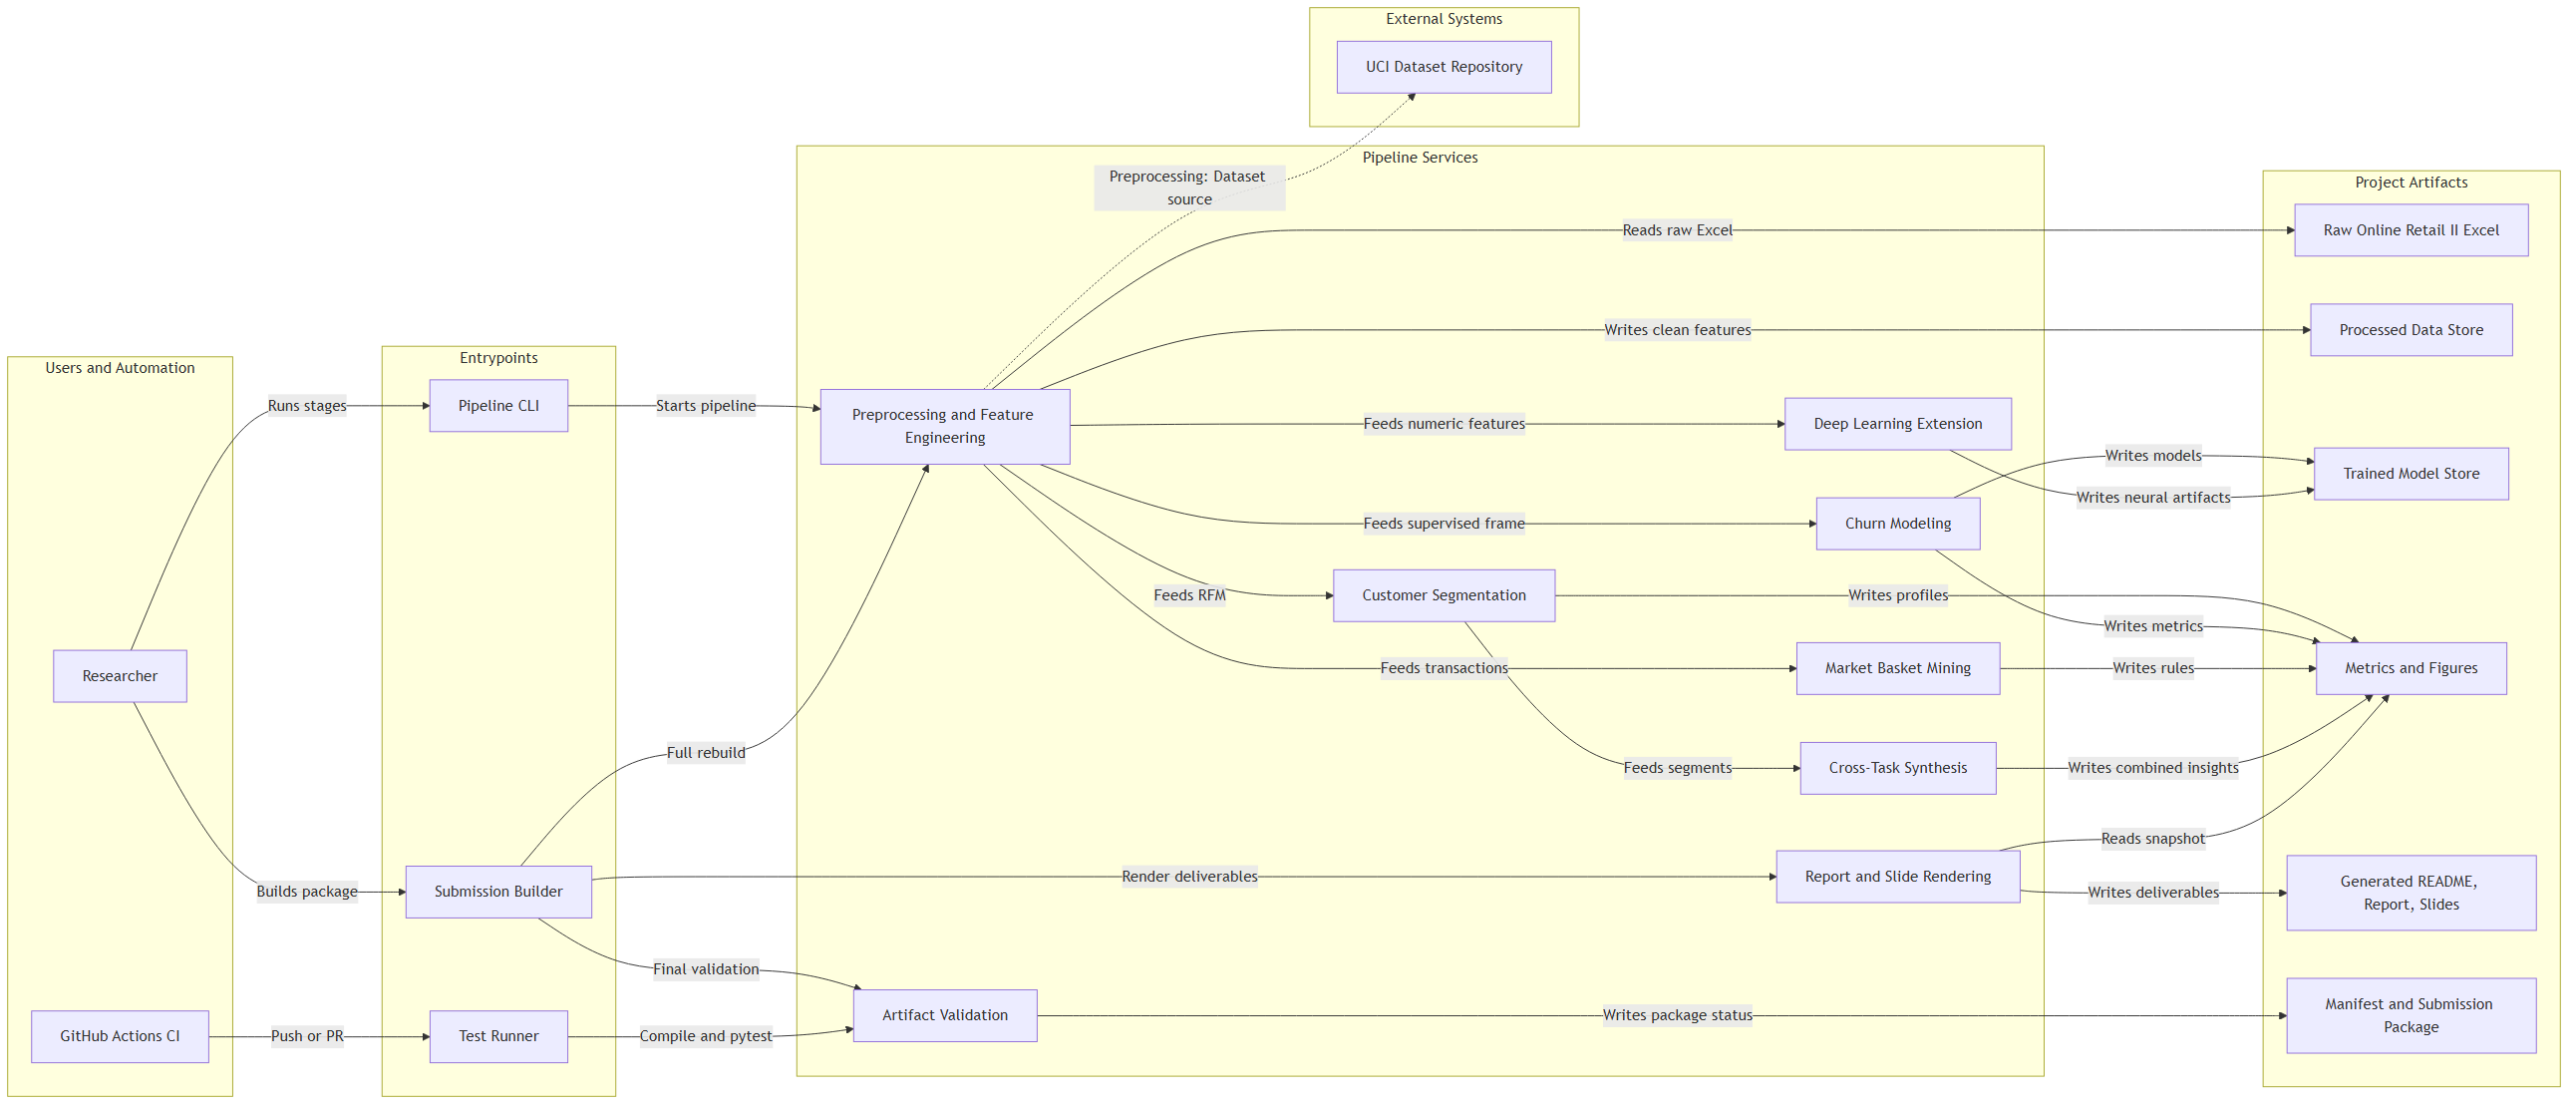 External Systems
UCI Dataset Repository
Pipeline Services
Preprocessing: Dataset
source
Project Artifacts
Raw Online Retail II Excel
Reads raw Excel
Processed Data Store
Writes clean features
Users and Automation
Entrypoints
Runs stages
Pipeline CLI
Starts pipeline
Preprocessing and Feature
Engineering
Feeds numeric features
Deep Learning Extension
Writes models
Trained Model Store
Writes neural artifacts
Feeds supervised frame
Churn Modeling
Feeds RFM
Customer Segmentation
Writes profiles
Writes metrics
Researcher
Feeds transactions
Market Basket Mining
Writes rules
Metrics and Figures
Full rebuild
Feeds segments
Cross-Task Synthesis
Writes combined insights
Reads snapshot
Builds package
Submission Builder
Render deliverables
Report and Slide Rendering
Writes deliverables
Generated README,
Report, Slides
Final validation
Artifact Validation
Writes package status
Manifest and Submission
Package
GitHub Actions CI
Push or PR
Test Runner
Compile and pytest